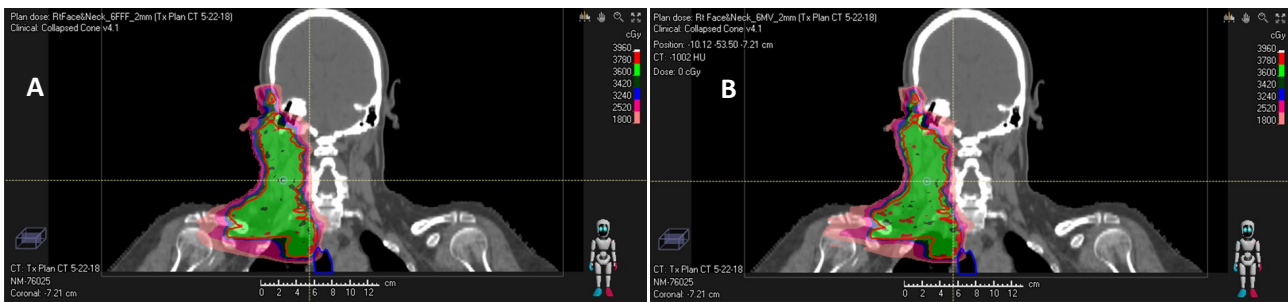 Plan dose: RtFace&Neck_6FFF_2mm (Tx Plan CT 5-22-18)
Clinical: Collapsed Cone v4.1
cGy
3960
3780
3600
3420
3240
2520
1800
A
CT: Tx Plan CT 5-22-18
NM-76025
Coronal: -7.21 cm
0 2 4 6 8 10 12 cm
Plan dose: RtFace&Neck_6MV_2mm (Tx Plan CT 5-22-18)
Clinical: Collapsed Cone v4.1
Position: -10.12 -53.50 -7.21 cm
CT: -1002 HU
Dose: 0 cGy
cGy
3960
3780
3600
3420
3240
2520
1800
B
CT: Tx Plan CT 5-22-18
NM-76025
Coronal: -7.21 cm
0 2 4 6 8 10 12 cm